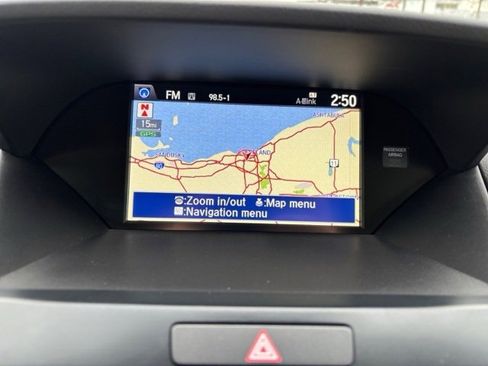 FM 98.5-1 2:50
N
15mi
GPS
ASHTABULA
SANDUSKY
PASSENGER
AIRBAG
:Zoom in/out :Map menu
:Navigation menu